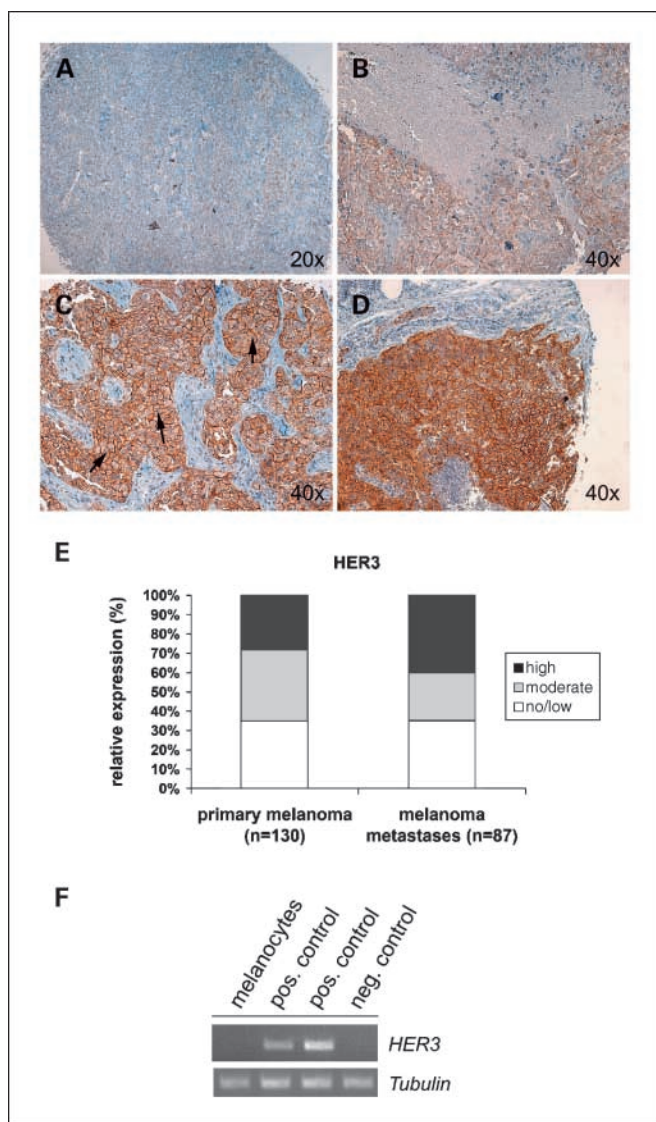 A
20x
B
40x
C
40x
D
40x
E
HER3
relative expression (%)
100%
90%
80%
70%
60%
50%
40%
30%
20%
10%
0%
primary melanoma
(n=130)
melanoma
metastases (n=87)
high
moderate
no/low
F
melanocytes
pos. control
pos. control
neg. control
HER3
Tubulin